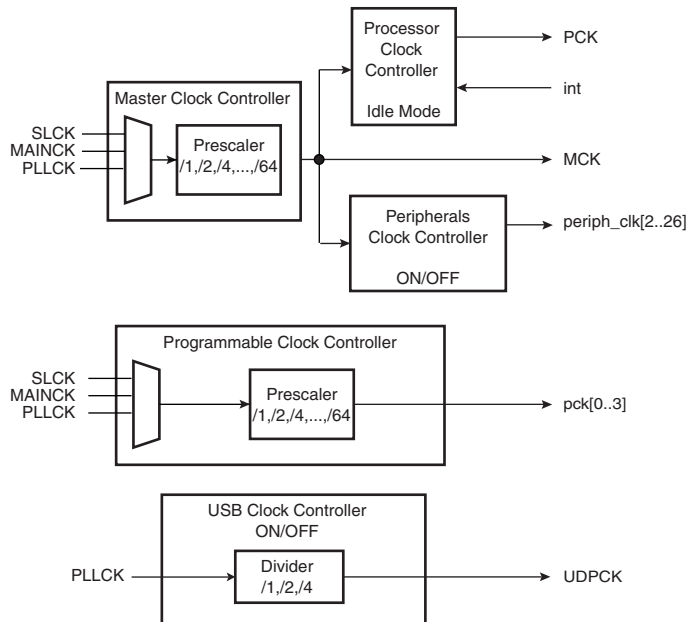 Processor
Clock
Controller
Idle Mode
PCK
int
Master Clock Controller
SLCK
MAINCK
PLLCK
Prescaler
/1,/2,/4,...,/64
MCK
Peripherals
Clock Controller
ON/OFF
periph_clk[2..26]
Programmable Clock Controller
SLCK
MAINCK
PLLCK
Prescaler
/1,/2,/4,...,/64
pck[0..3]
USB Clock Controller
ON/OFF
PLLCK
Divider
/1,/2,/4
UDPCK